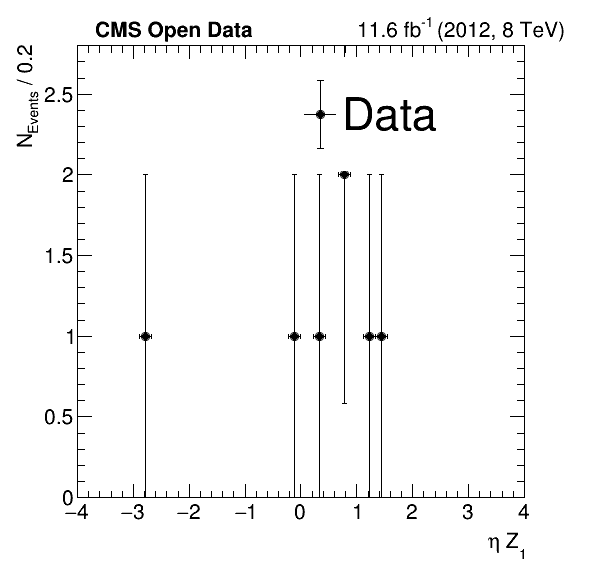 CMS Open Data 11.6 fb⁻¹ (2012, 8 TeV)
N_Events / 0.2
Data
2.5
2
1.5
1
0.5
0
−4 −3 −2 −1 0 1 2 3 4
η Z₁